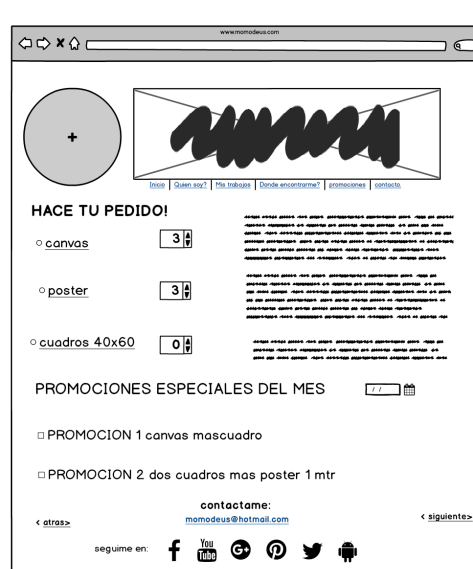 www.momodeus.com
Inicio Quien soy? Mis trabajos Donde encontrarme? promociones contacto
HACE TU PEDIDO!
canvas 3
poster 3
cuadros 40x60 0
PROMOCIONES ESPECIALES DEL MES / /
PROMOCION 1 canvas mascuadro
PROMOCION 2 dos cuadros mas poster 1 mtr
contactame:
< atras> momodeus@hotmail.com < siguiente>
seguime en: f You Tube G+